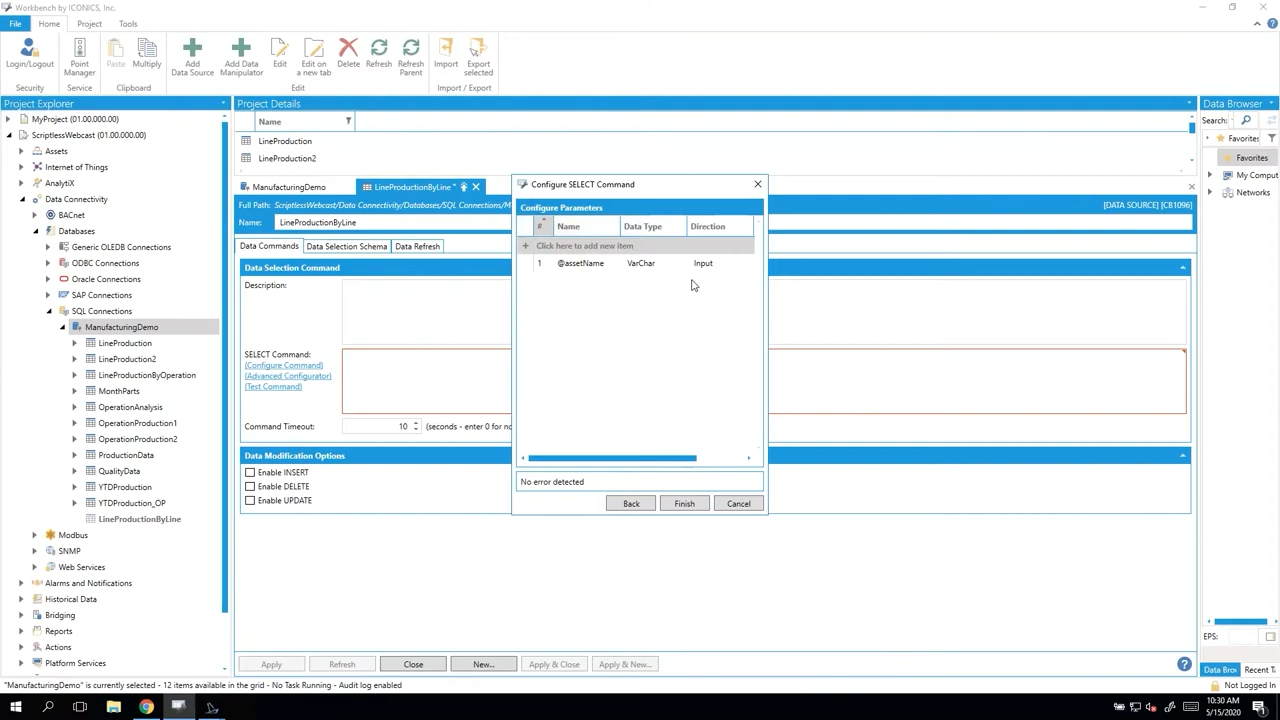 Workbench by ICONICS, Inc.
File Home Project Tools
Login/Logout
Point Manager
Paste
Multiply
Add Data Source
Add Data Manipulator
Edit
Edit on a new tab
Delete
Refresh
Refresh Parent
Import
Export selected
Security
Service
Clipboard
Edit
Import / Export
Project Explorer
MyProject (01.00.000.00)
ScriptlessWebcast (01.00.000.00)
Assets
Internet of Things
AnalytiX
Data Connectivity
BACnet
Databases
Generic OLEDB Connections
ODBC Connections
Oracle Connections
SAP Connections
SQL Connections
ManufacturingDemo
LineProduction
LineProduction2
LineProductionByOperation
MonthParts
OperationAnalysis
OperationProduction1
OperationProduction2
ProductionData
QualityData
YTDProduction
YTDProduction_OP
LineProductionByLine
Modbus
SNMP
Web Services
Alarms and Notifications
Historical Data
Bridging
Reports
Actions
Platform Services
Project Details
Name
LineProduction
LineProduction2
ManufacturingDemo
LineProductionByLine *
Full Path: ScriptlessWebcast/Data Connectivity/Databases/SQL Connections/M
[DATA SOURCE] [CB1096]
Name: LineProductionByLine
Data Commands Data Selection Schema Data Refresh
Data Selection Command
Description:
SELECT Command:
(Configure Command)
(Advanced Configurator)
(Test Command)
Command Timeout: 10 (seconds - enter 0 for no
Data Modification Options
Enable INSERT
Enable DELETE
Enable UPDATE
Apply Refresh Close New... Apply & Close Apply & New...
Configure SELECT Command
Configure Parameters
# Name Data Type Direction
Click here to add new item
1 @assetName VarChar Input
No error detected
Back Finish Cancel
Data Browser
Search:
Favorites
Favorites
My Comput
Networks
EPS:
Data Brov Recent T
"ManufacturingDemo" is currently selected - 12 items available in the grid - No Task Running - Audit log enabled
Not Logged In
10:30 AM
5/15/2020